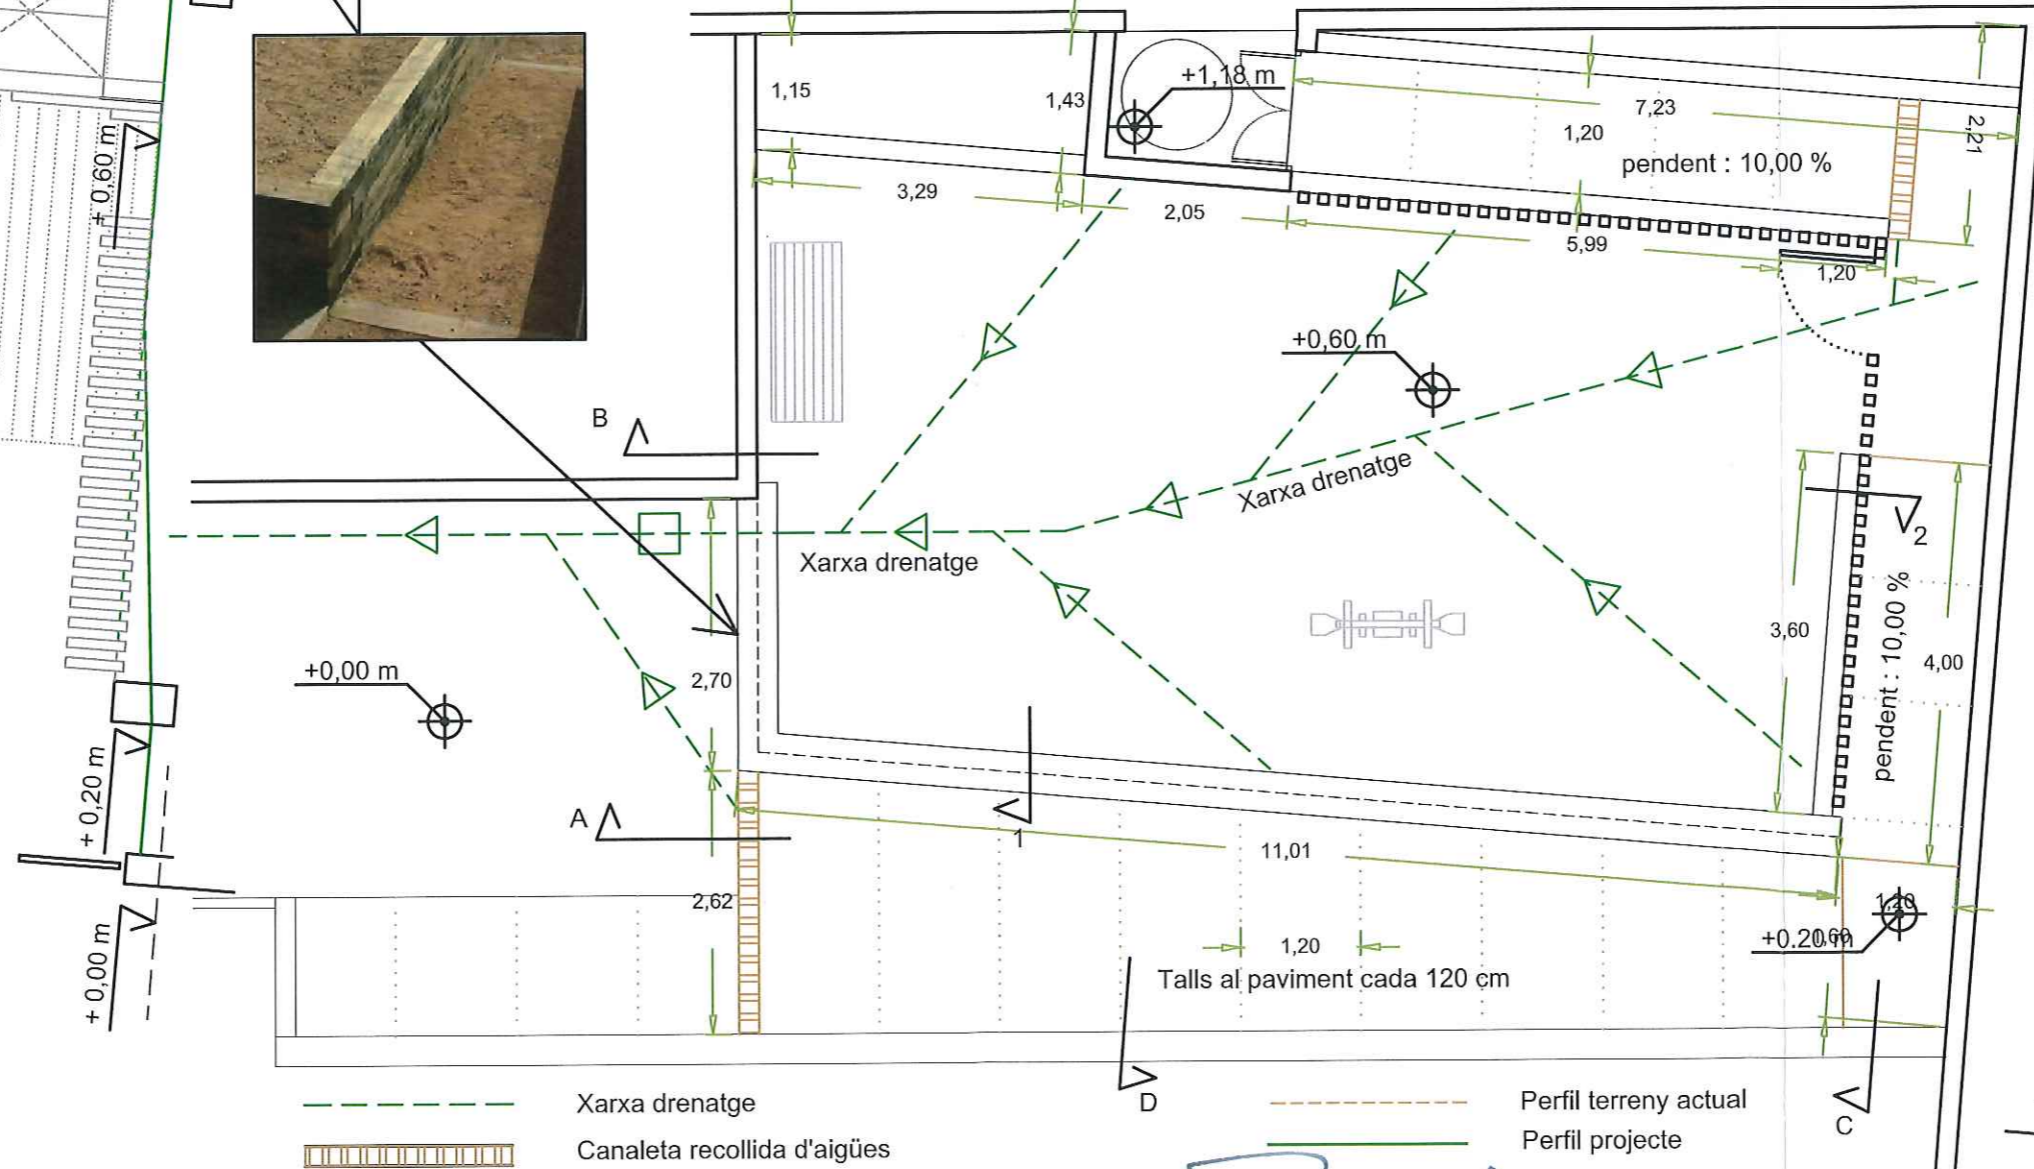 + 0,60 m
1,15
1,43
+1,18 m
7,23
1,20
2,21
pendent : 10,00 %
3,29
2,05
5,99
1,20
+0,60 m
B
Xarxa drenatge
Xarxa drenatge
2
+0,00 m
2,70
3,60
pendent : 10,00 %
4,00
+ 0,20 m
A
1
11,01
2,62
1,20
+0.20 m
1,20
Talls al paviment cada 120 cm
+ 0,00 m
D
C
Xarxa drenatge
Perfil terreny actual
Canaleta recollida d'aigües
Perfil projecte